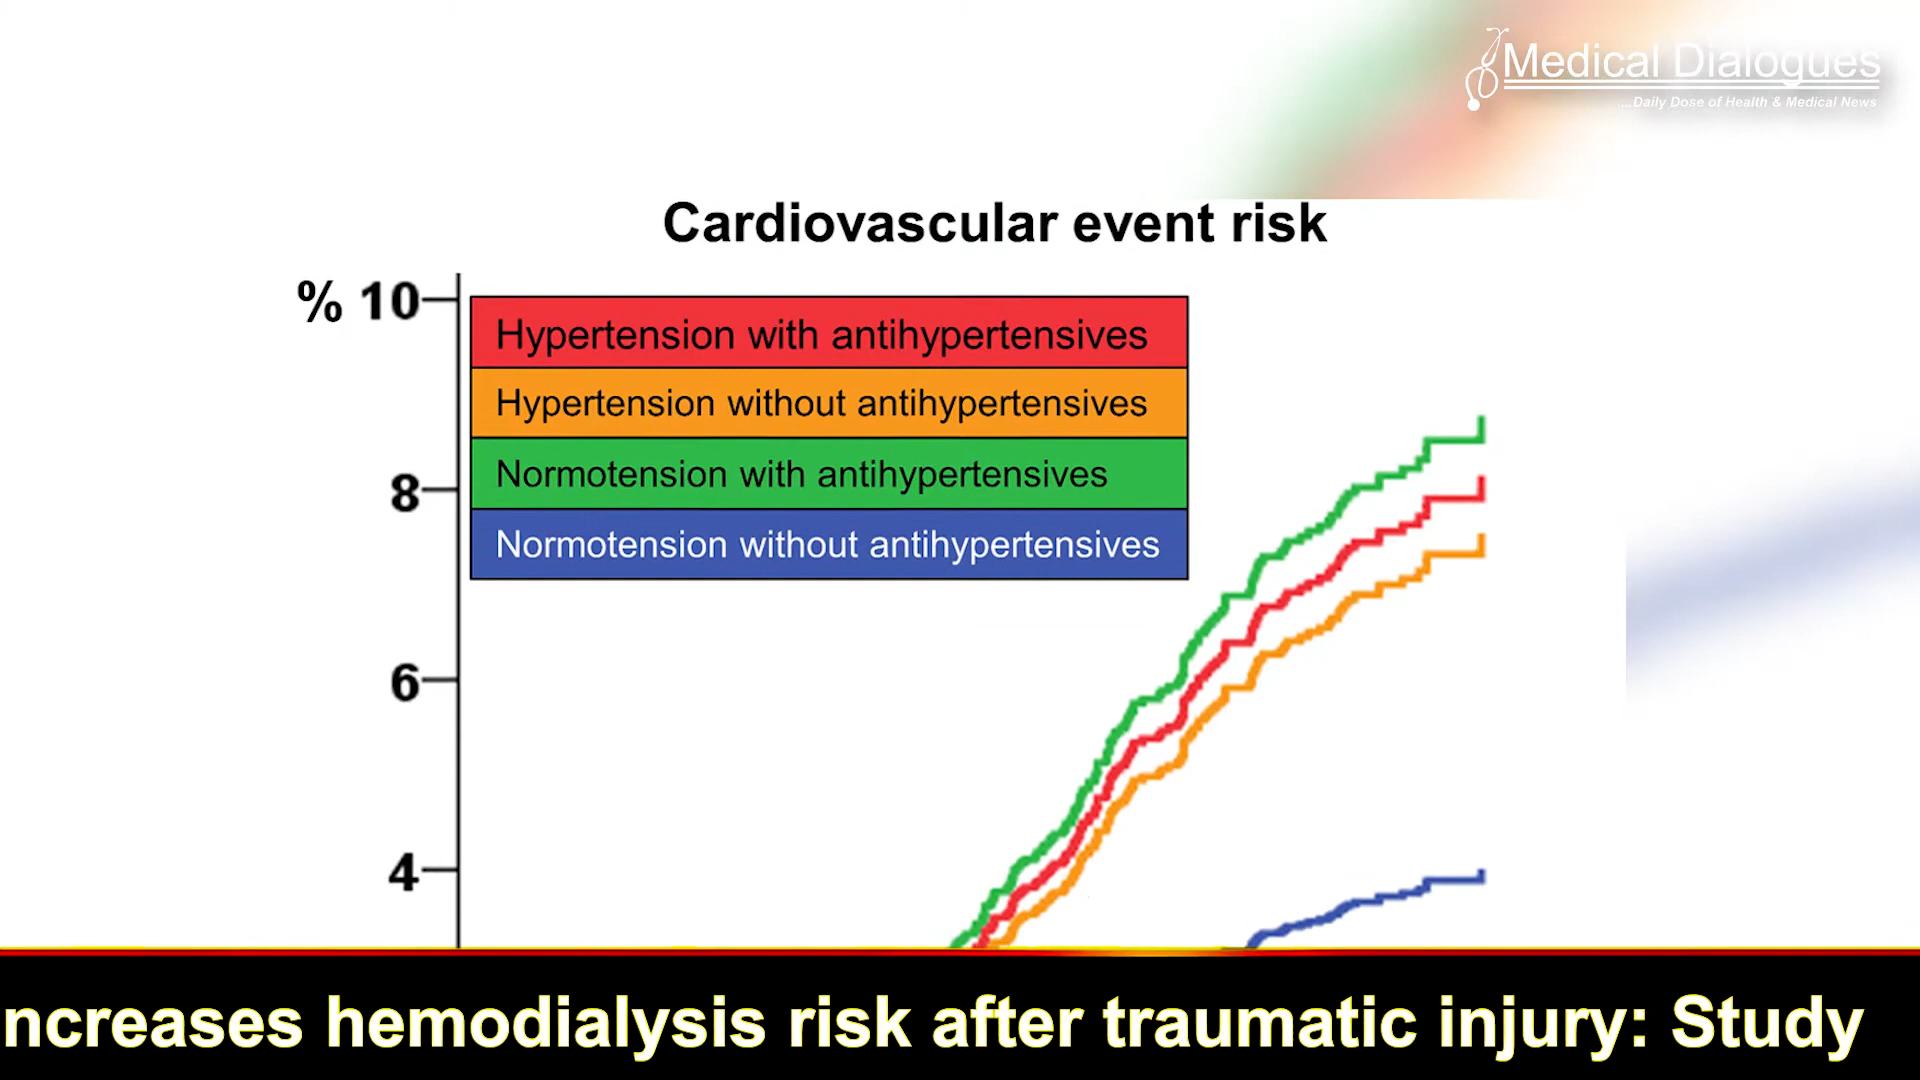 Medical Dialogues
....Daily Dose of Health & Medical News
Cardiovascular event risk
% 10
Hypertension with antihypertensives
Hypertension without antihypertensives
Normotension with antihypertensives
8
Normotension without antihypertensives
6
4
ncreases hemodialysis risk after traumatic injury: Study